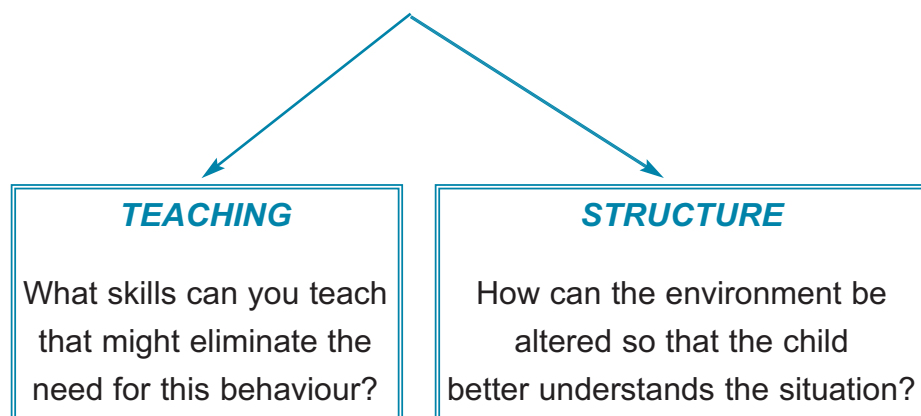 TEACHING
What skills can you teach
that might eliminate the
need for this behaviour?
STRUCTURE
How can the environment be
altered so that the child
better understands the situation?